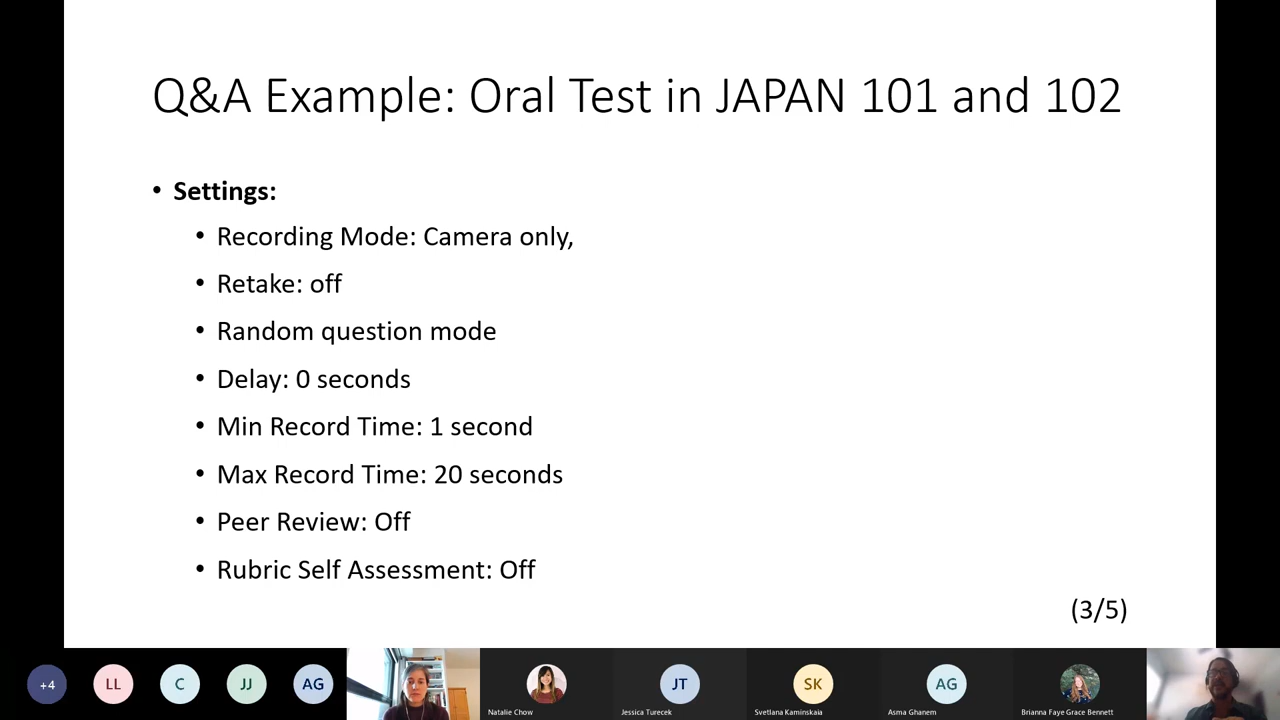 Q&A Example: Oral Test in JAPAN 101 and 102
• Settings:
• Recording Mode: Camera only,
• Retake: off
• Random question mode
• Delay: 0 seconds
• Min Record Time: 1 second
• Max Record Time: 20 seconds
• Peer Review: Off
• Rubric Self Assessment: Off
(3/5)
+4 LL C JJ AG JT SK AG
Natalie Chow Jessica Turecek Svetlana Kaminskaia Asma Ghanem Brianna Faye Grace Bennett